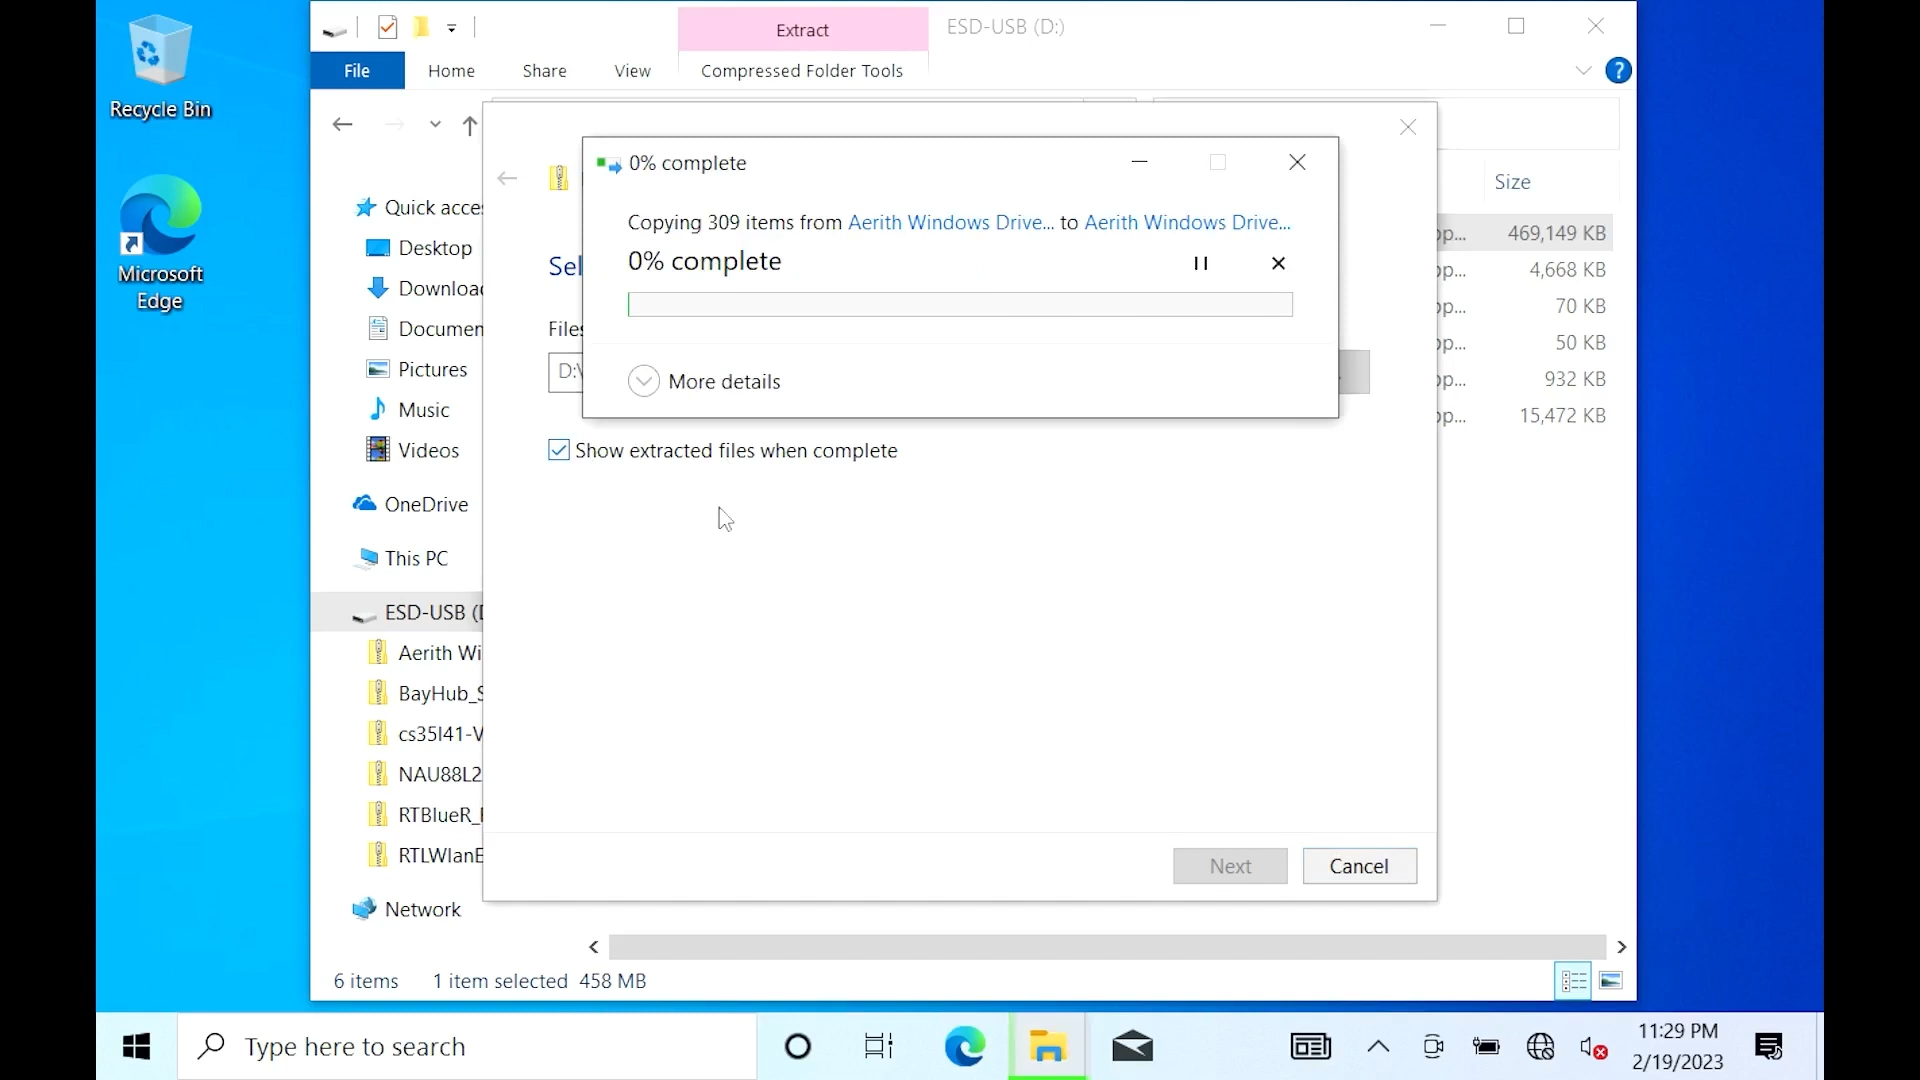 Recycle Bin
Microsoft
Edge
Extract
ESD-USB (D:)
File
Home
Share
View
Compressed Folder Tools
?
0% complete
Copying 309 items from Aerith Windows Drive... to Aerith Windows Drive...
0% complete
More details
Sel
Files
D:\
Show extracted files when complete
Next
Cancel
Quick acce
Desktop
Downloa
Documen
Pictures
Music
Videos
OneDrive
This PC
ESD-USB (
Aerith Wi
BayHub_S
cs35l41-V
NAU88L2
RTBlueR_
RTLWlanE
Network
Size
op... 469,149 KB
op... 4,668 KB
op... 70 KB
op... 50 KB
op... 932 KB
op... 15,472 KB
6 items 1 item selected 458 MB
Type here to search
11:29 PM
2/19/2023